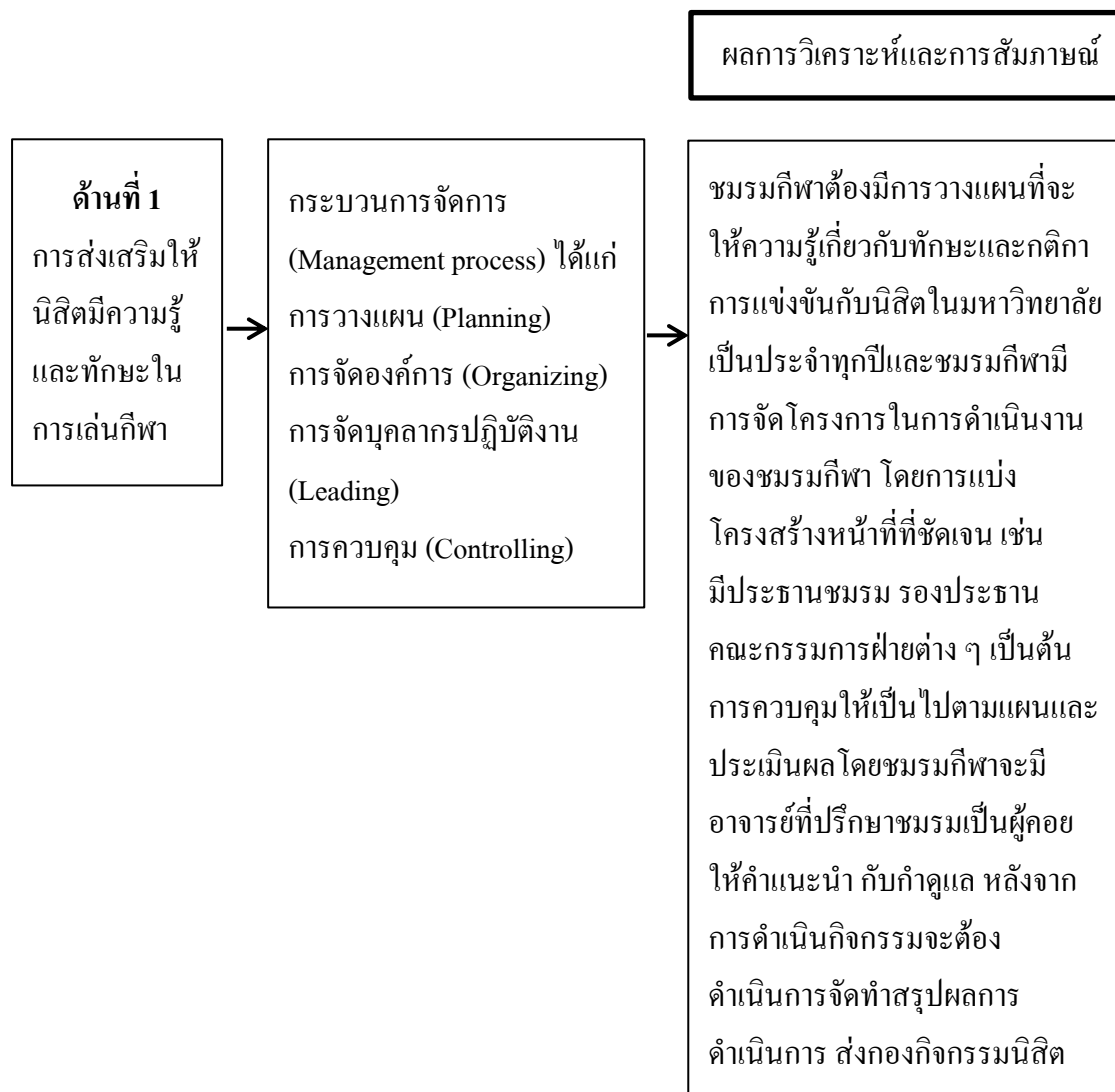 ผลการวิเคราะห์และการสัมภาษณ์
ด้านที่ 1
การส่งเสริมให้
นิสิตมีความรู้
และทักษะใน
การเล่นกีฬา
กระบวนการจัดการ
(Management process) ได้แก่
การวางแผน (Planning)
การจัดองค์การ (Organizing)
การจัดบุคลากรปฏิบัติงาน
(Leading)
การควบคุม (Controlling)
ชมรมกีฬาต้องมีการวางแผนที่จะ
ให้ความรู้เกี่ยวกับทักษะและกติกา
การแข่งขันกับนิสิตในมหาวิทยาลัย
เป็นประจำทุกปีและชมรมกีฬามี
การจัดโครงการในการดำเนินงาน
ของชมรมกีฬา โดยการแบ่ง
โครงสร้างหน้าที่ที่ชัดเจน เช่น
มีประธานชมรม รองประธาน
คณะกรรมการฝ่ายต่าง ๆ เป็นต้น
การควบคุมให้เป็นไปตามแผนและ
ประเมินผลโดยชมรมกีฬาจะมี
อาจารย์ที่ปรึกษาชมรมเป็นผู้คอย
ให้คำแนะนำ กับกำดูแล หลังจาก
การดำเนินกิจกรรมจะต้อง
ดำเนินการจัดทำสรุปผลการ
ดำเนินการ ส่งกองกิจกรรมนิสิต